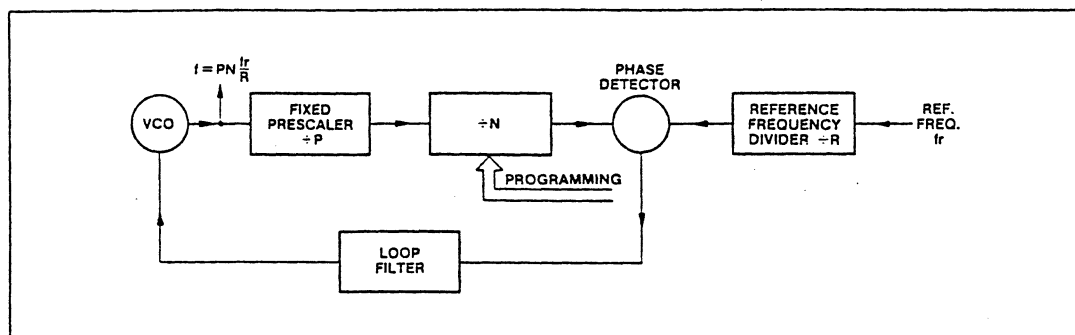 f = PN fr/R
VCO
FIXED
PRESCALER
÷P
÷N
PHASE
DETECTOR
REFERENCE
FREQUENCY
DIVIDER ÷R
REF.
FREQ.
fr
PROGRAMMING
LOOP
FILTER